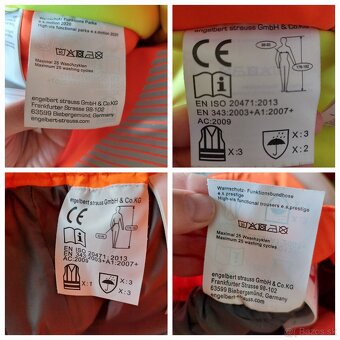 Warnschutz Funktions Parka
e.s.motion 2020
High-vis functional parka
e.s.motion 2020
Maximal 25 Waschzyklen
Maximum 25 washing cycles
engelbert strauss GmbH & Co.KG
Frankfurter Strasse 98-102
63599 Biebergemünd, Germany
CE
EN ISO 20471:2013
EN 343:2003+A1:2007+
AC:2009
X:3
X:3
X:2
engelbert strauss GmbH & Co.KG
CE
EN ISO 20471:2013
EN 343:2003+A1:2007+
AC:2009
X:1
X:3
X:3
Warnschutz- Funktionsbundhose
e.s.prestige
High-vis functional trousers e.s.prestige
Maximal 25 Waschzyklen
Maximum 25 washing cycles
engelbert strauss GmbH & Co.KG
Frankfurter Strasse 98-102
63599 Biebergemünd, Germany
Bazos.sk